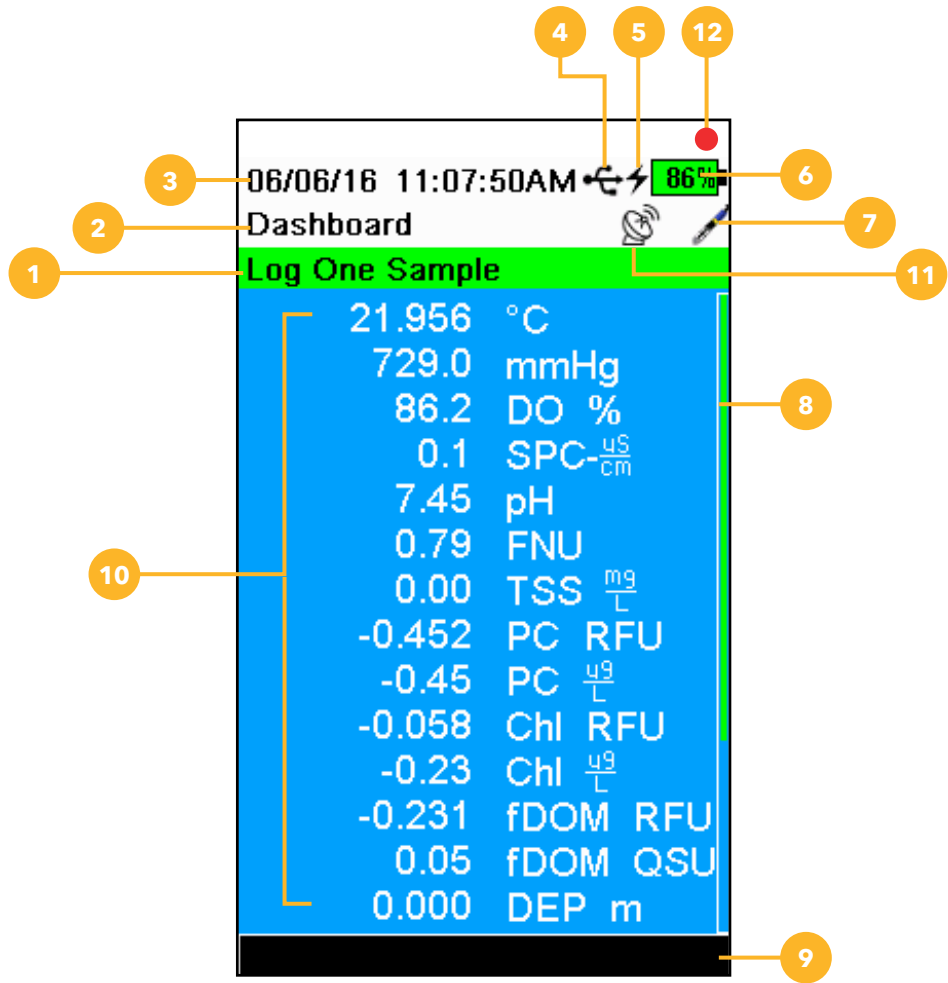 4 5 12
3 06/06/16 11:07:50AM 86% 6
2 Dashboard 7
1 Log One Sample 11
21.956 °C
729.0 mmHg
86.2 DO % 8
0.1 SPC-uS/cm
7.45 pH
0.79 FNU
10 0.00 TSS mg/L
-0.452 PC RFU
-0.45 PC ug/L
-0.058 Chl RFU
-0.23 Chl ug/L
-0.231 fDOM RFU
0.05 fDOM QSU
0.000 DEP m
9